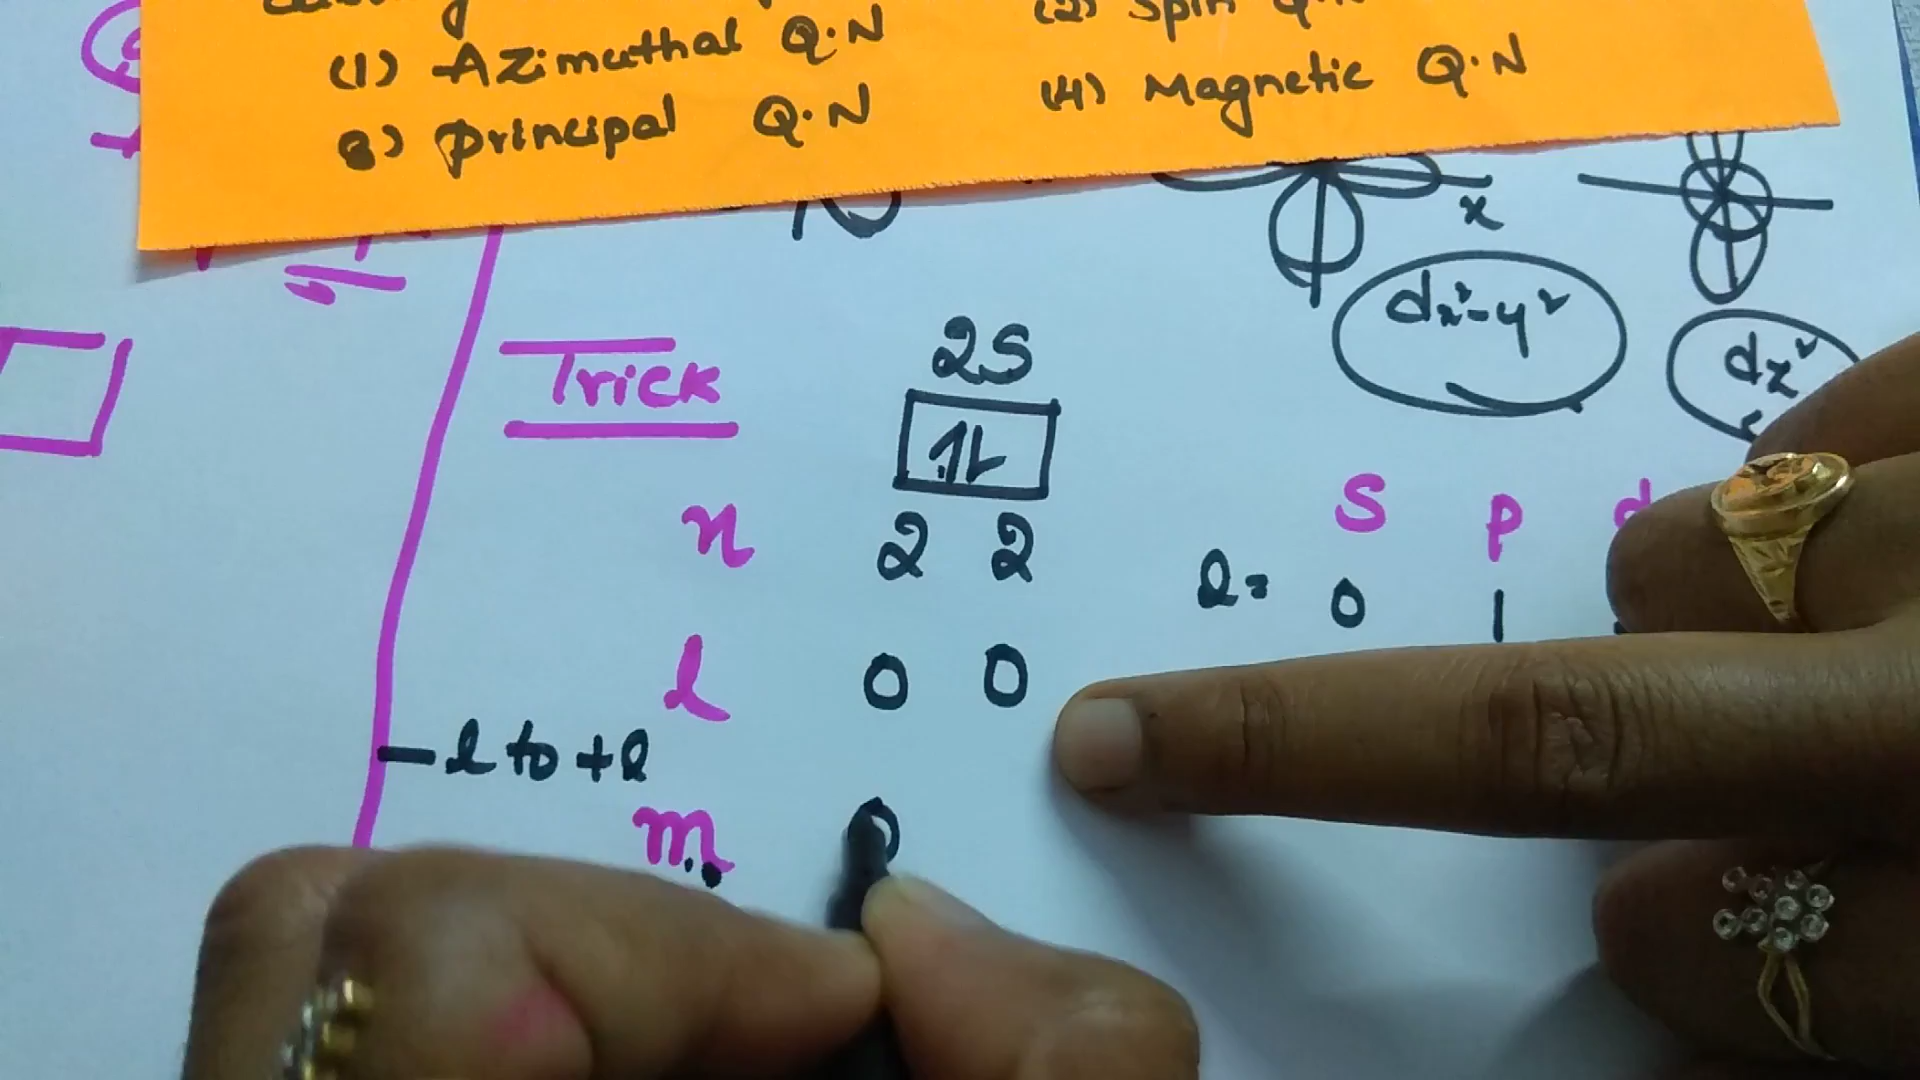 (1) Azimuthal Q.N
(2) Spin
3) Principal Q.N
(4) Magnetic Q.N
x
dx²-y²
dz²
Trick
2S
1L
n 2 2
S P d
l = 0 1
l 0 0
-l to +l
m 0